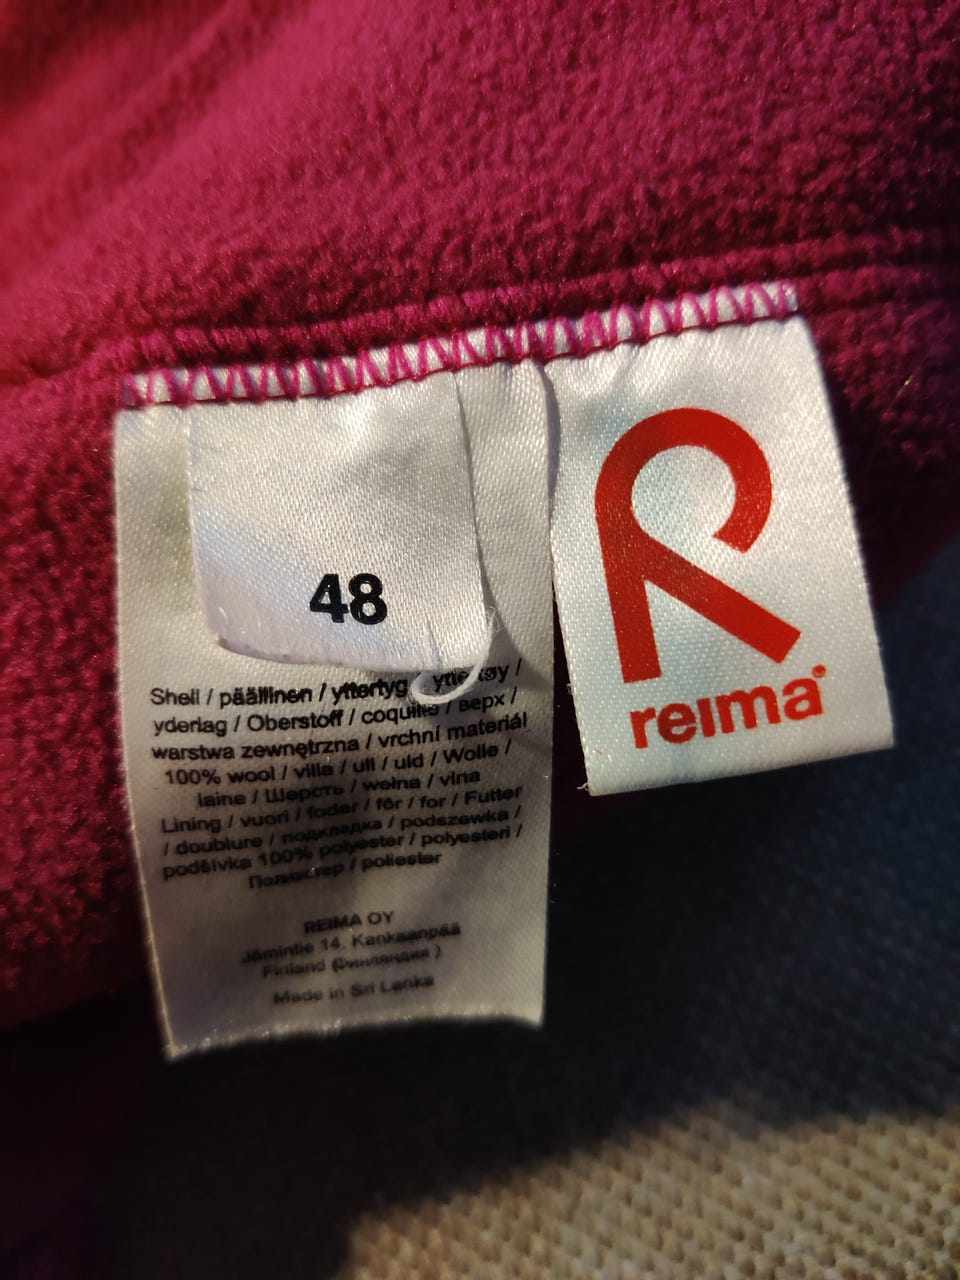 48
Shell / päällinen / yttertyg / yttertøy /
yderlag / Oberstoff / coquille / верх /
warstwa zewnętrzna / vrchní materiál
100% wool / villa / ull / uld / Wolle /
laine / Шерсть / wełna / vlna
Lining / vuori / foder / fôr / for / Futter
/ doublure / подкладка / podszewka /
podšívka 100% polyester / polyesteri /
Полиэстер / poliester
REIMA OY
Jämintie 14, Kankaanpää
Finland (Финляндия )
Made in Sri Lanka
R
reima